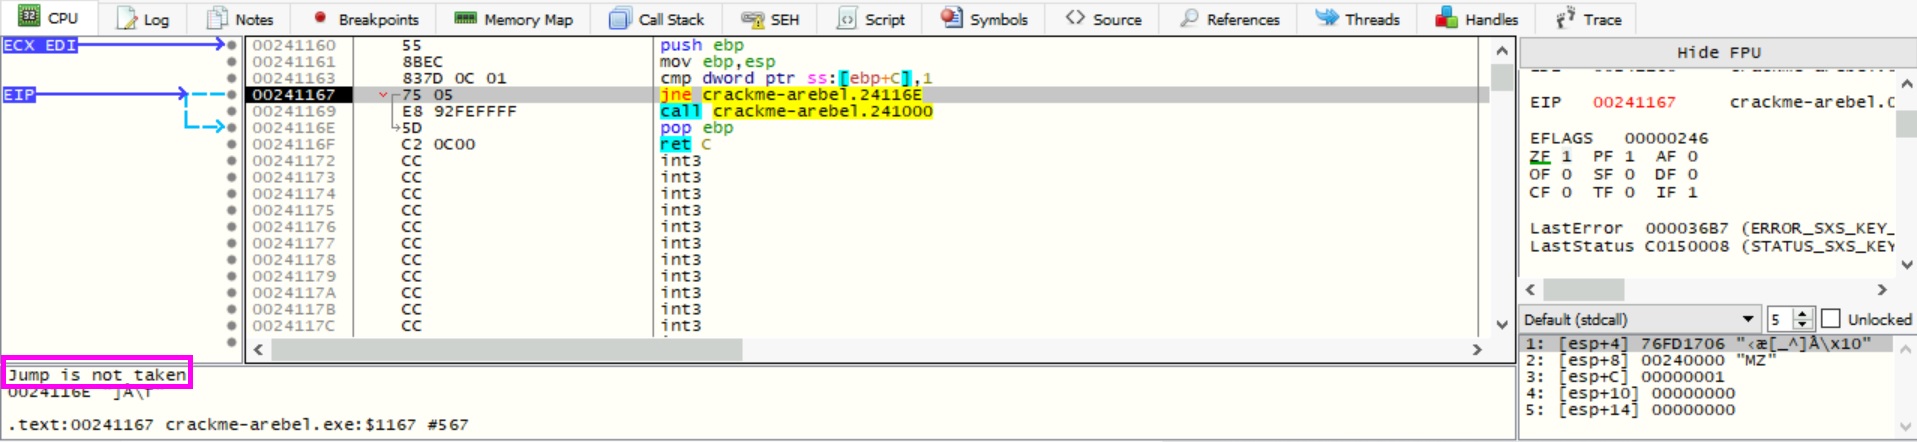 CPU Log Notes Breakpoints Memory Map Call Stack SEH Script Symbols Source References Threads Handles Trace
ECX EDI
EIP
00241160 55 push ebp
00241161 8BEC mov ebp,esp
00241163 837D 0C 01 cmp dword ptr ss:[ebp+C],1
00241167 75 05 jne crackme-arebel.24116E
00241169 E8 92FEFFFF call crackme-arebel.241000
0024116E 5D pop ebp
0024116F C2 0C00 ret C
00241172 CC int3
00241173 CC int3
00241174 CC int3
00241175 CC int3
00241176 CC int3
00241177 CC int3
00241178 CC int3
00241179 CC int3
0024117A CC int3
0024117B CC int3
0024117C CC int3
Jump is not taken
0024116E
.text:00241167 crackme-arebel.exe:$1167 #567
Hide FPU
EIP 00241167 crackme-arebel.0
EFLAGS 00000246
ZF 1 PF 1 AF 0
OF 0 SF 0 DF 0
CF 0 TF 0 IF 1
LastError 000036B7 (ERROR_SXS_KEY_
LastStatus C0150008 (STATUS_SXS_KEY
Default (stdcall) 5 Unlocked
1: [esp+4] 76FD1706 "‹æ[_^]Â\x10"
2: [esp+8] 00240000 "MZ"
3: [esp+C] 00000001
4: [esp+10] 00000000
5: [esp+14] 00000000